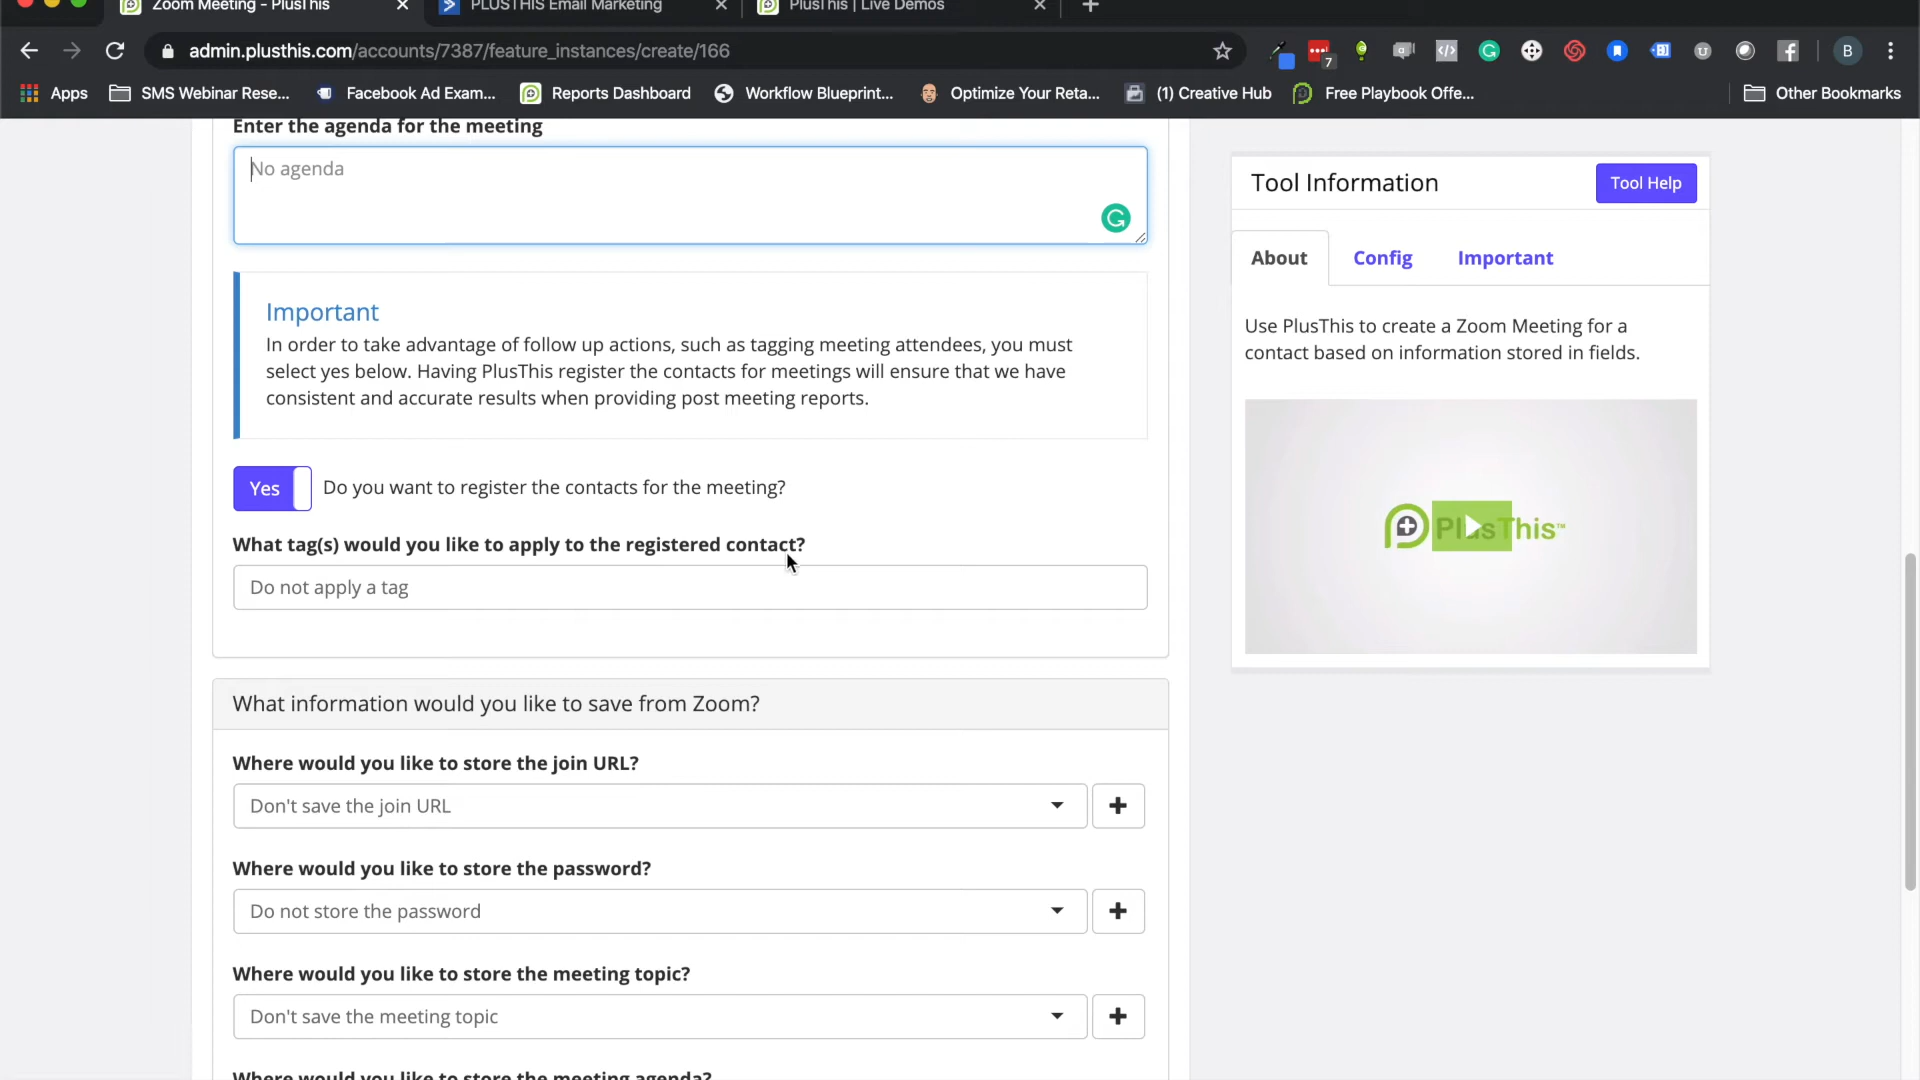 Zoom Meeting - PlusThis
PLUSTHIS Email Marketing
PlusThis | Live Demos
admin.plusthis.com/accounts/7387/feature_instances/create/166
7
B
Apps
SMS Webinar Rese...
Facebook Ad Exam...
Reports Dashboard
Workflow Blueprint...
Optimize Your Reta...
(1) Creative Hub
Free Playbook Offe...
Other Bookmarks
Enter the agenda for the meeting
No agenda
Important
In order to take advantage of follow up actions, such as tagging meeting attendees, you must
select yes below. Having PlusThis register the contacts for meetings will ensure that we have
consistent and accurate results when providing post meeting reports.
Yes
Do you want to register the contacts for the meeting?
What tag(s) would you like to apply to the registered contact?
Do not apply a tag
What information would you like to save from Zoom?
Where would you like to store the join URL?
Don't save the join URL
Where would you like to store the password?
Do not store the password
Where would you like to store the meeting topic?
Don't save the meeting topic
Where would you like to store the meeting agenda?
Tool Information
Tool Help
About
Config
Important
Use PlusThis to create a Zoom Meeting for a
contact based on information stored in fields.
PlusThis™